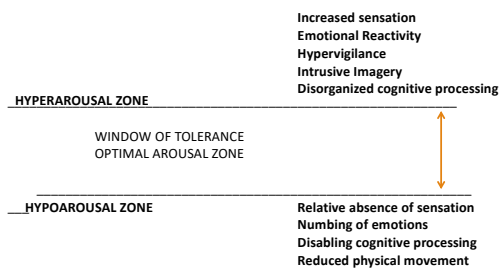 Increased sensation
Emotional Reactivity
Hypervigilance
Intrusive Imagery
Disorganized cognitive processing
HYPERAROUSAL ZONE
WINDOW OF TOLERANCE
OPTIMAL AROUSAL ZONE
HYPOAROUSAL ZONE
Relative absence of sensation
Numbing of emotions
Disabling cognitive processing
Reduced physical movement